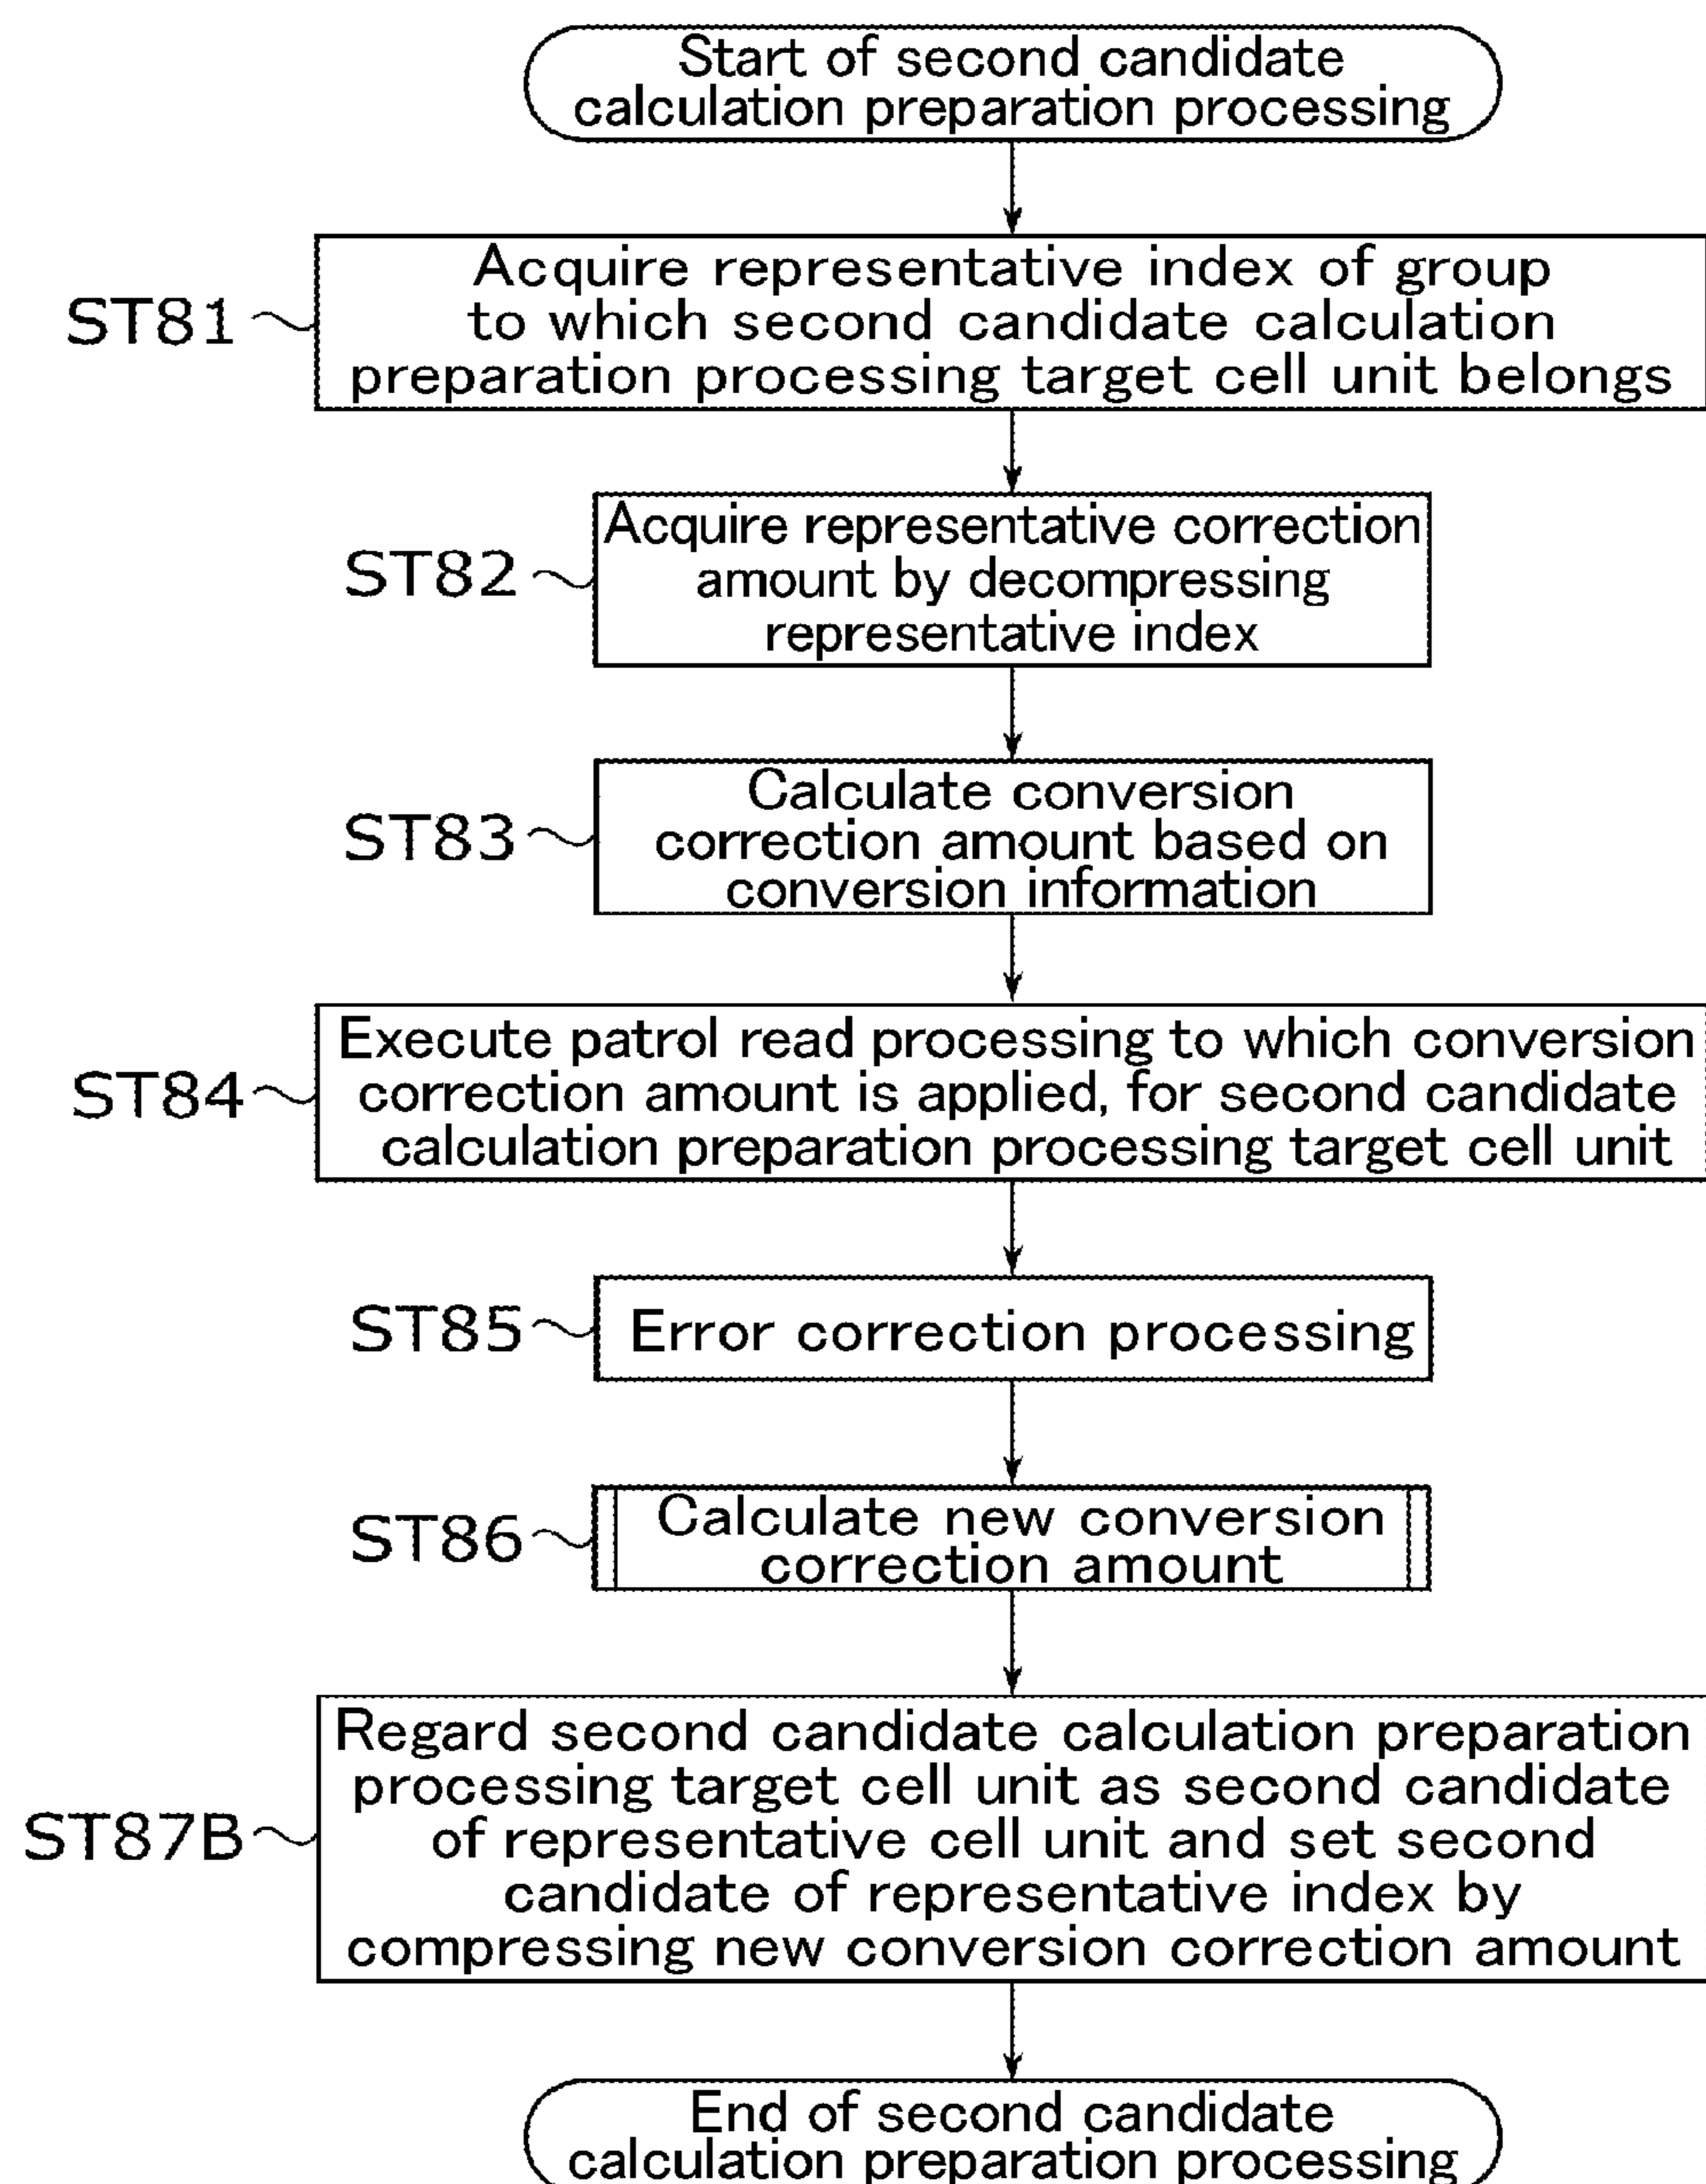 Start of second candidate
calculation preparation processing
ST81
Acquire representative index of group
to which second candidate calculation
preparation processing target cell unit belongs
ST82
Acquire representative correction
amount by decompressing
representative index
ST83
Calculate conversion
correction amount based on
conversion information
ST84
Execute patrol read processing to which conversion
correction amount is applied, for second candidate
calculation preparation processing target cell unit
ST85
Error correction processing
ST86
Calculate new conversion
correction amount
ST87B
Regard second candidate calculation preparation
processing target cell unit as second candidate
of representative cell unit and set second
candidate of representative index by
compressing new conversion correction amount
End of second candidate
calculation preparation processing